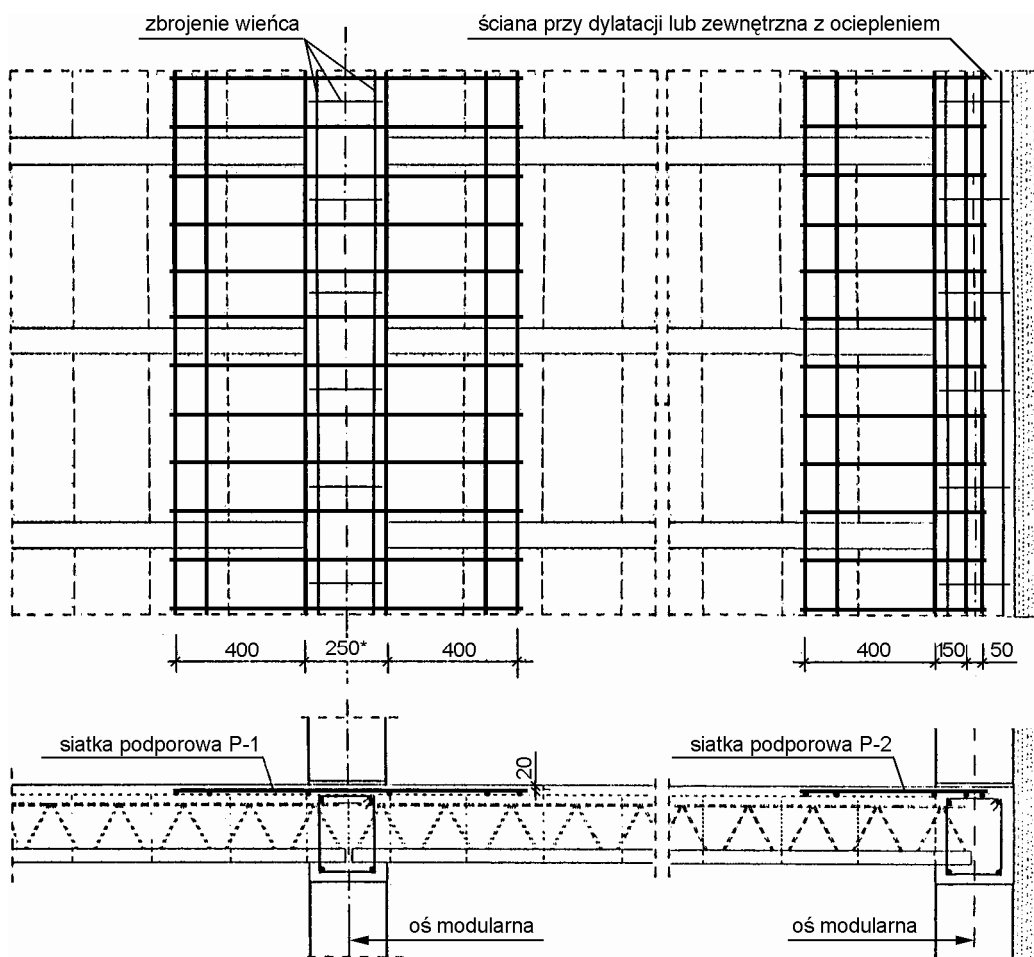 zbrojenie wieńca
ściana przy dylatacji lub zewnętrzna z ociepleniem
400
250*
400
400
150
50
siatka podporowa P-1
20
siatka podporowa P-2
oś modularna
oś modularna